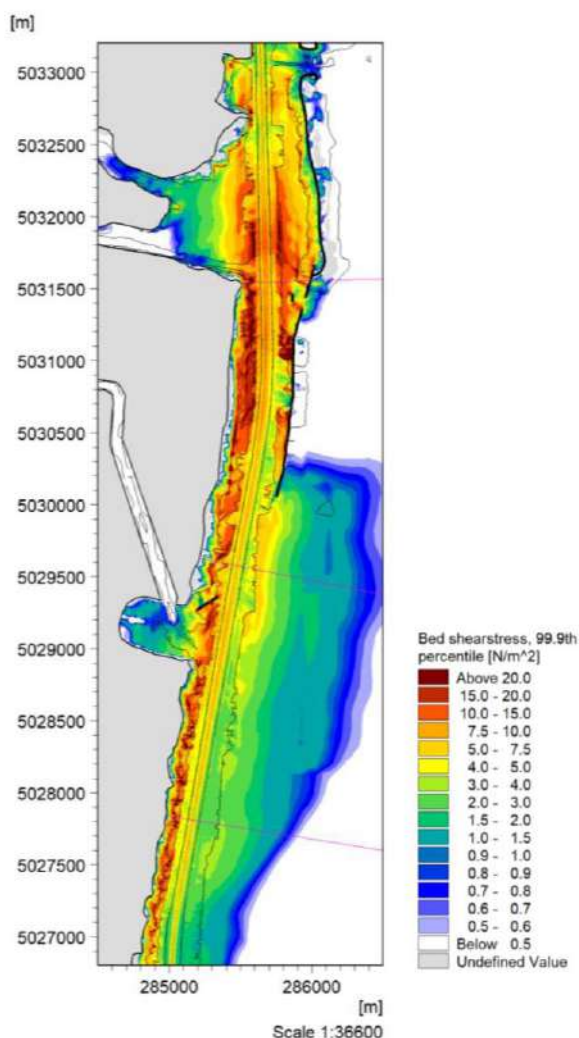 [m]
5033000
5032500
5032000
5031500
5031000
5030500
5030000
5029500
5029000
5028500
5028000
5027500
5027000
285000 286000
[m]
Scale 1:36600
Bed shearstress, 99.9th
percentile [N/m^2]
Above 20.0
15.0 - 20.0
10.0 - 15.0
7.5 - 10.0
5.0 - 7.5
4.0 - 5.0
3.0 - 4.0
2.0 - 3.0
1.5 - 2.0
1.0 - 1.5
0.9 - 1.0
0.8 - 0.9
0.7 - 0.8
0.6 - 0.7
0.5 - 0.6
Below 0.5
Undefined Value